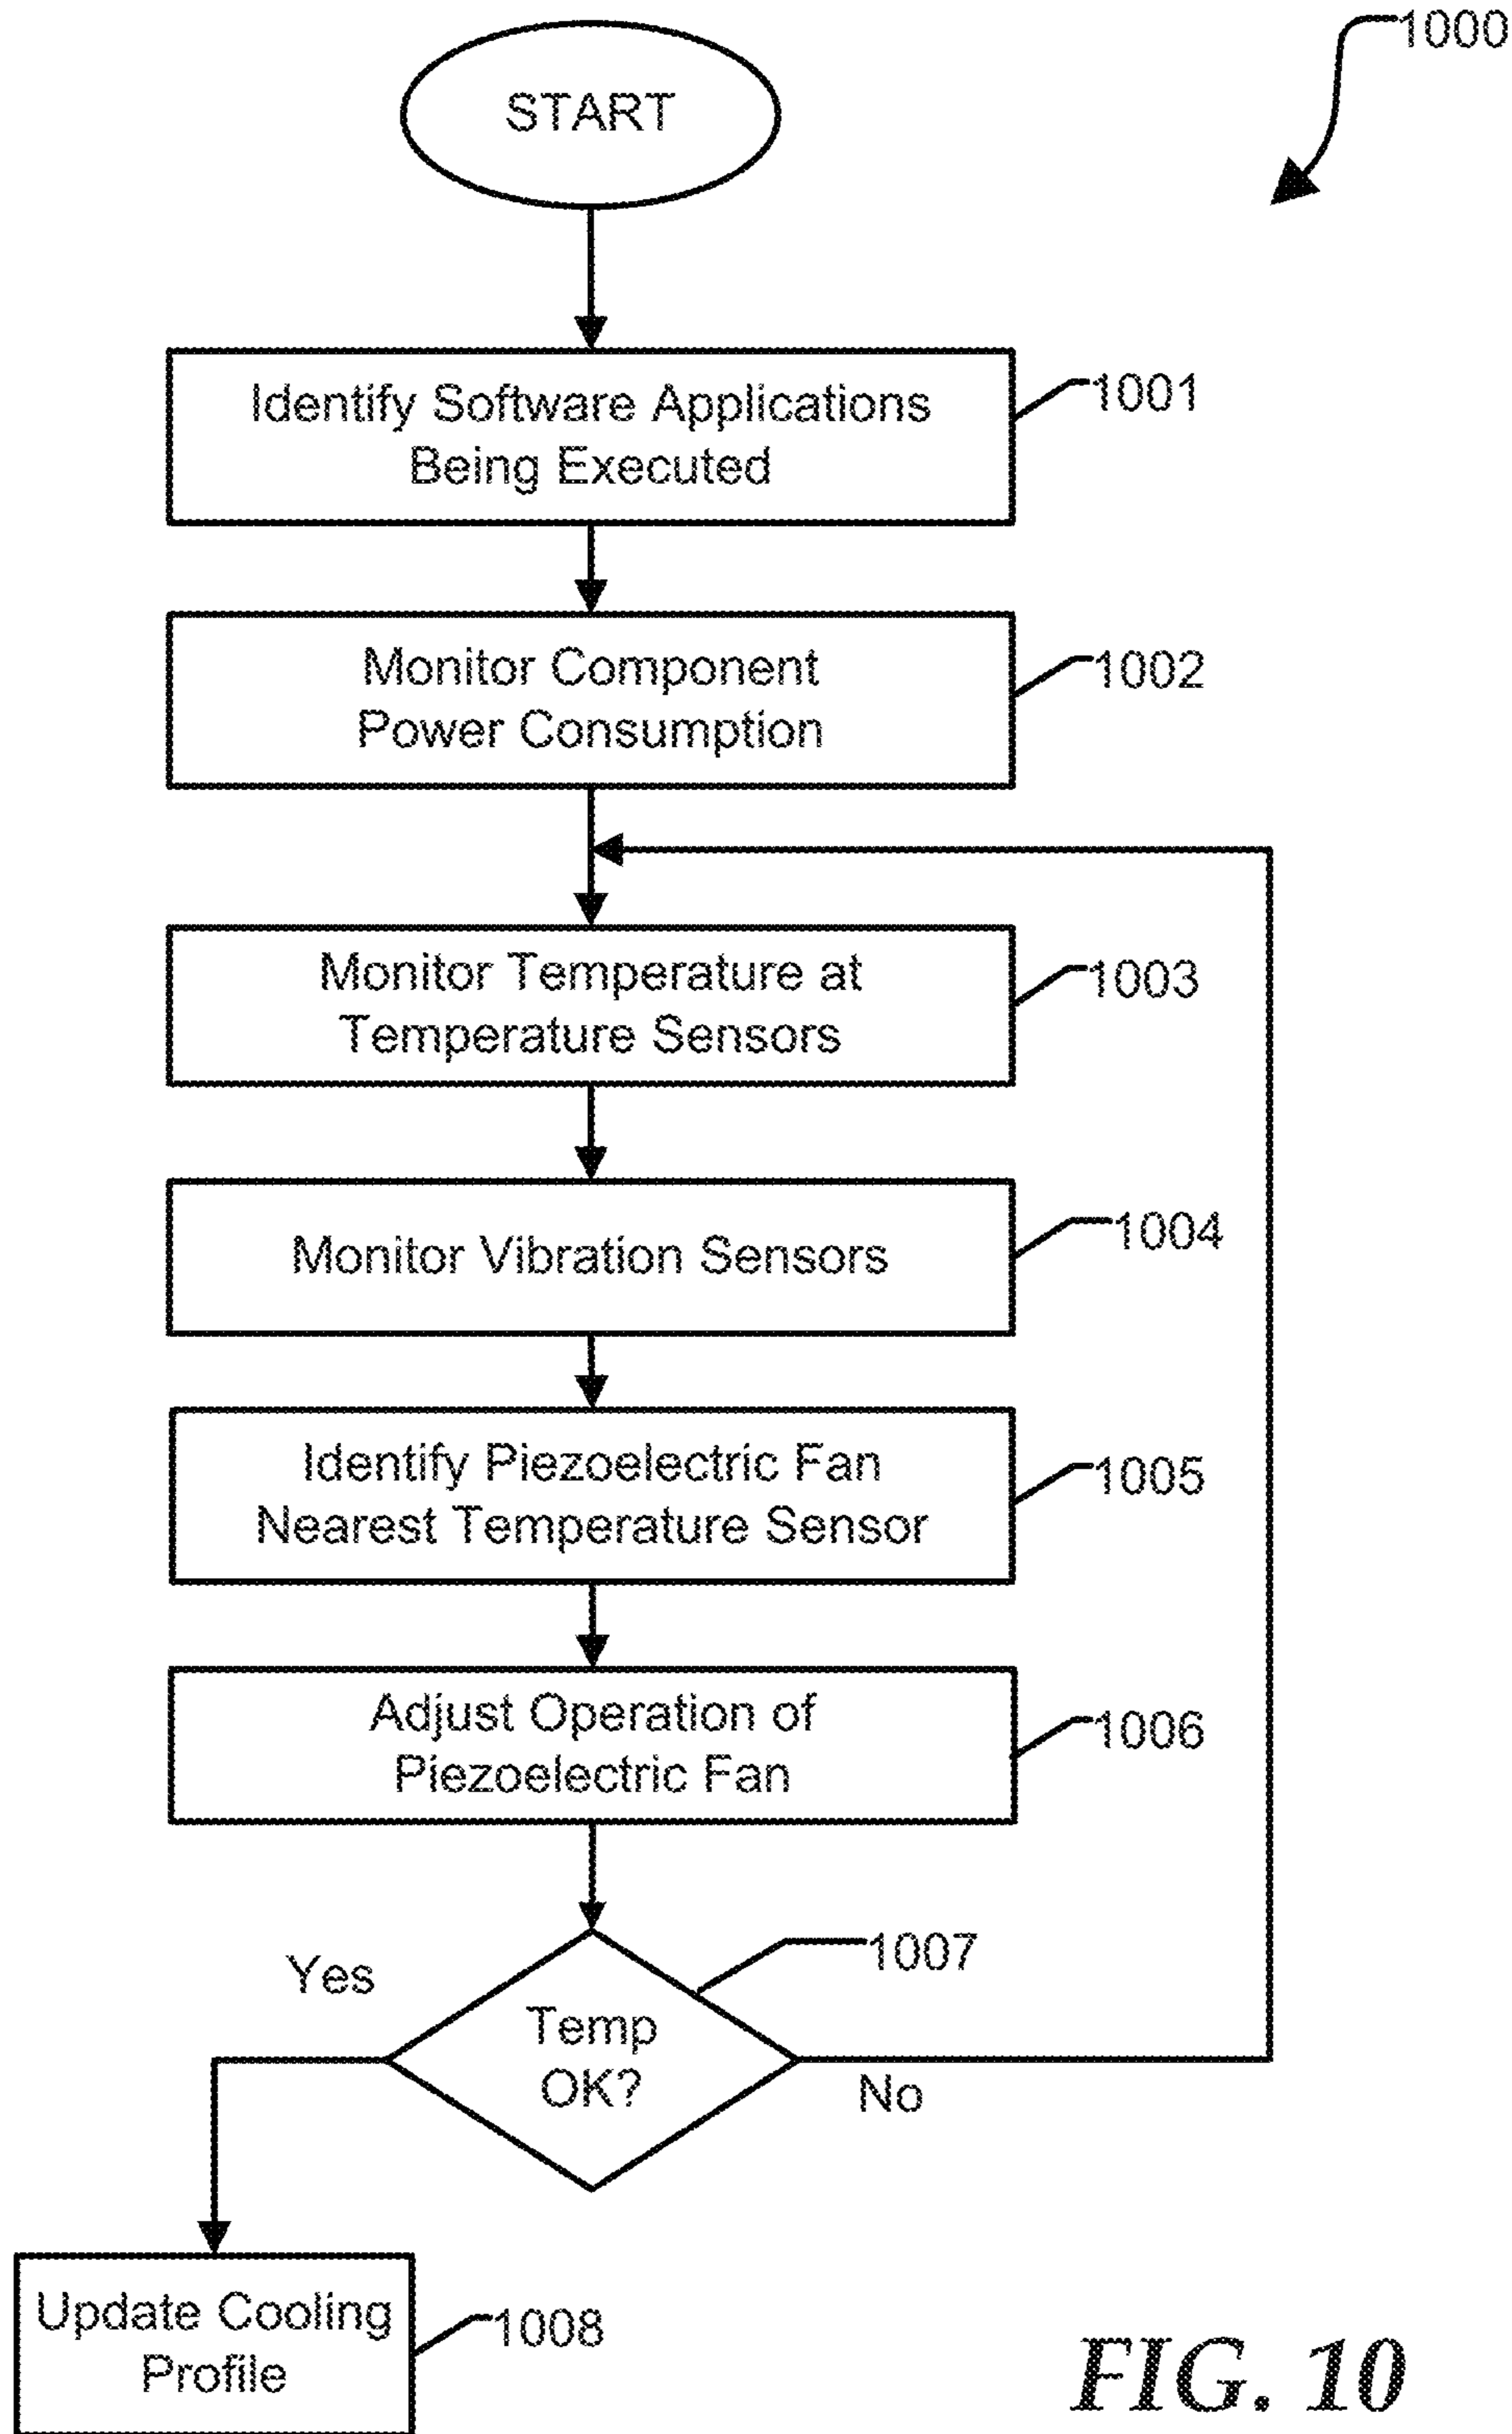 1000
START
Identify Software Applications
Being Executed
1001
Monitor Component
Power Consumption
1002
Monitor Temperature at
Temperature Sensors
1003
Monitor Vibration Sensors
1004
Identify Piezoelectric Fan
Nearest Temperature Sensor
1005
Adjust Operation of
Piezoelectric Fan
1006
Yes
1007
Temp
OK?
No
Update Cooling
Profile
1008
FIG. 10